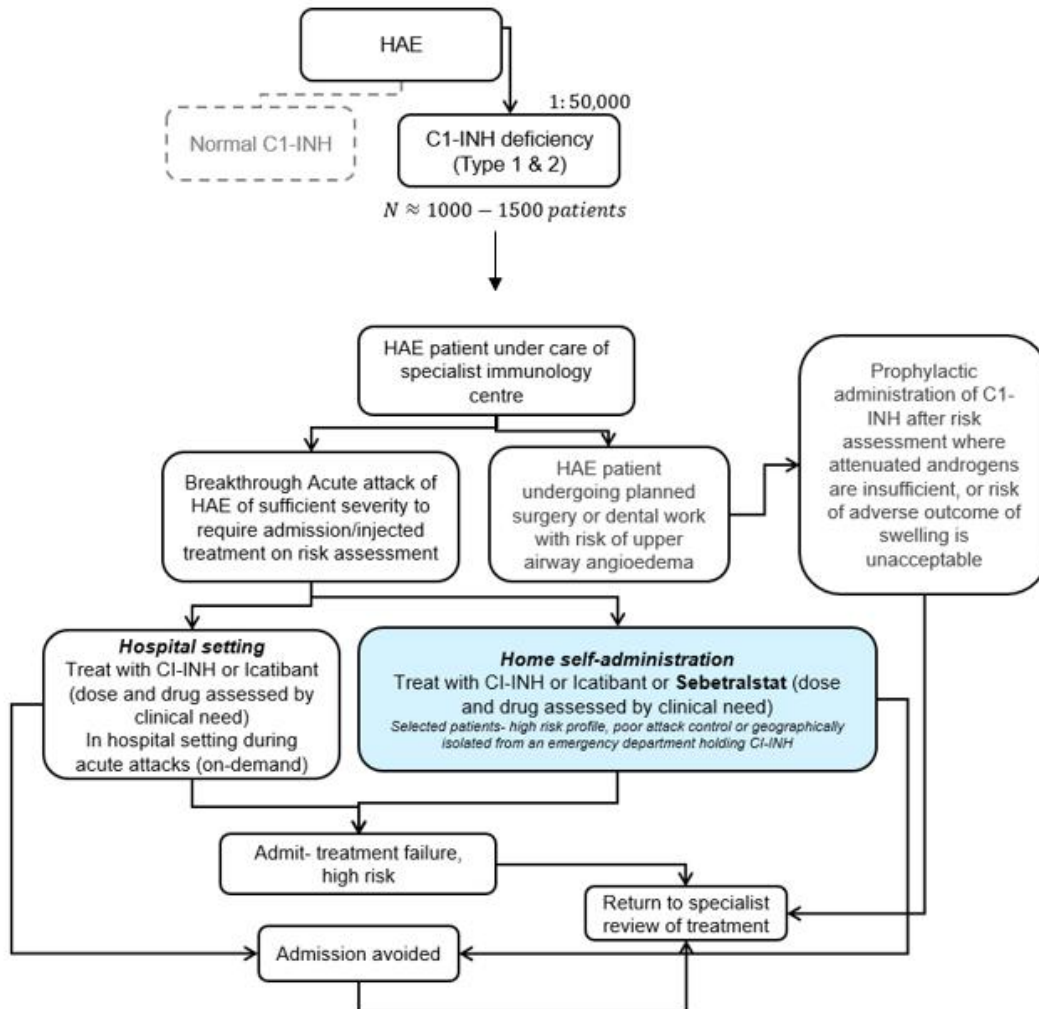 HAE
1: 50,000
Normal C1-INH
C1-INH deficiency
(Type 1 & 2)
N ≈ 1000 − 1500 patients
HAE patient under care of
specialist immunology
centre
Prophylactic
administration of C1-
INH after risk
assessment where
attenuated androgens
are insufficient, or risk
of adverse outcome of
swelling is
unacceptable
Breakthrough Acute attack of
HAE of sufficient severity to
require admission/injected
treatment on risk assessment
HAE patient
undergoing planned
surgery or dental work
with risk of upper
airway angioedema
Hospital setting
Treat with CI-INH or Icatibant
(dose and drug assessed by
clinical need)
In hospital setting during
acute attacks (on-demand)
Home self-administration
Treat with CI-INH or Icatibant or Sebetralstat (dose
and drug assessed by clinical need)
Selected patients- high risk profile, poor attack control or geographically
isolated from an emergency department holding CI-INH
Admit- treatment failure,
high risk
Return to specialist
review of treatment
Admission avoided